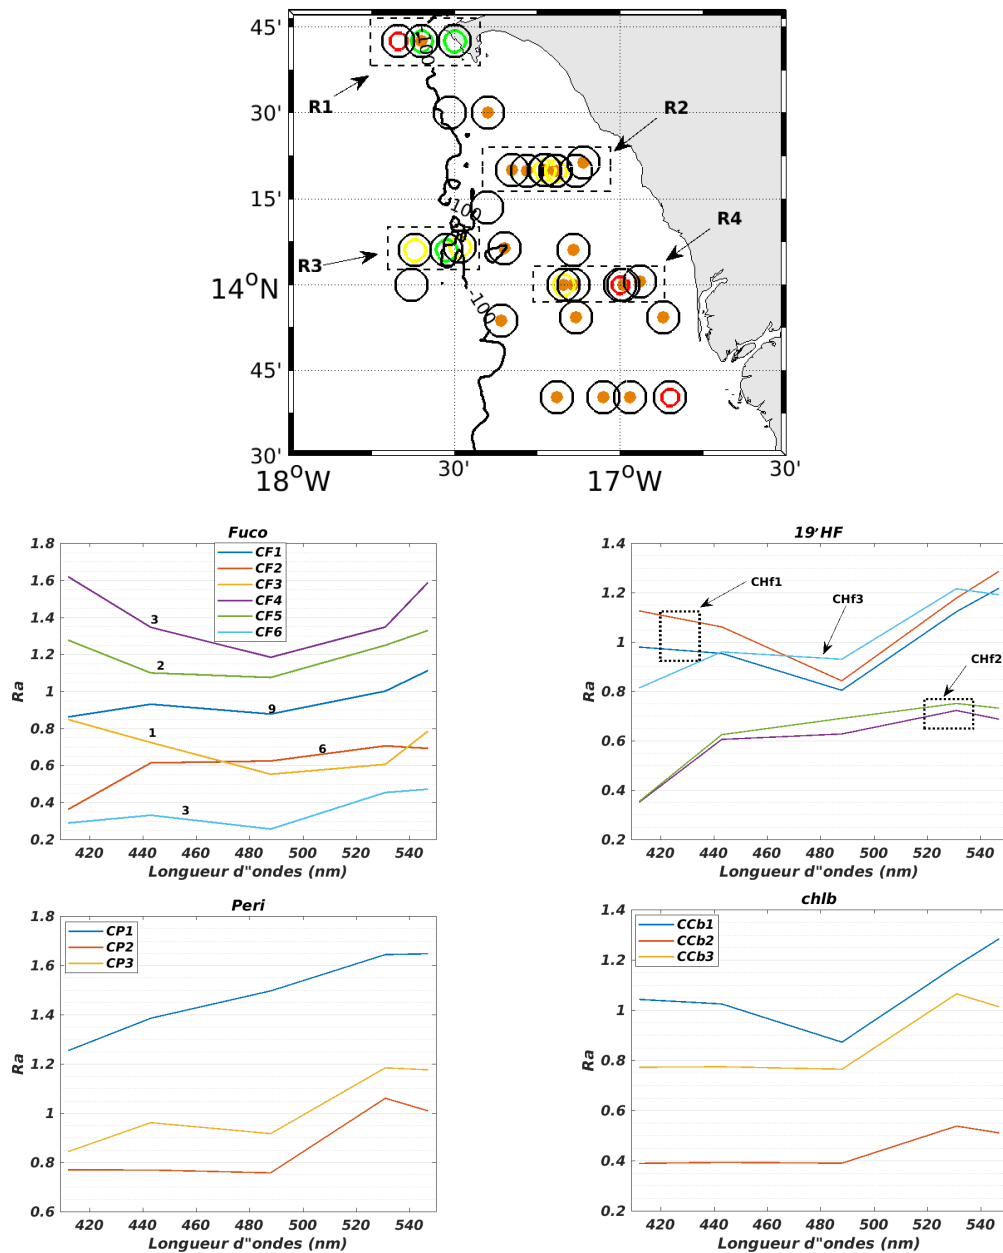 45'
R1
-100
R2
30'
15'
-100
R4
R3
14°N
-100
45'
30'
18°W
30'
17°W
30'
Fuco
1.8
1.6
1.4
1.2
1
0.8
0.6
0.4
0.2
Ra
CF1
CF2
CF3
CF4
CF5
CF6
3
2
9
1
6
3
420 440 460 480 500 520 540
Longueur d"ondes (nm)
19'HF
1.4
1.2
1
0.8
0.6
0.4
0.2
Ra
CHf1
CHf3
CHf2
420 440 460 480 500 520 540
Longueur d"ondes (nm)
Peri
1.8
1.6
1.4
1.2
1
0.8
0.6
Ra
CP1
CP2
CP3
420 440 460 480 500 520 540
Longueur d"ondes (nm)
chlb
1.4
1.2
1
0.8
0.6
0.4
0.2
Ra
CCb1
CCb2
CCb3
420 440 460 480 500 520 540
Longueur d"ondes (nm)